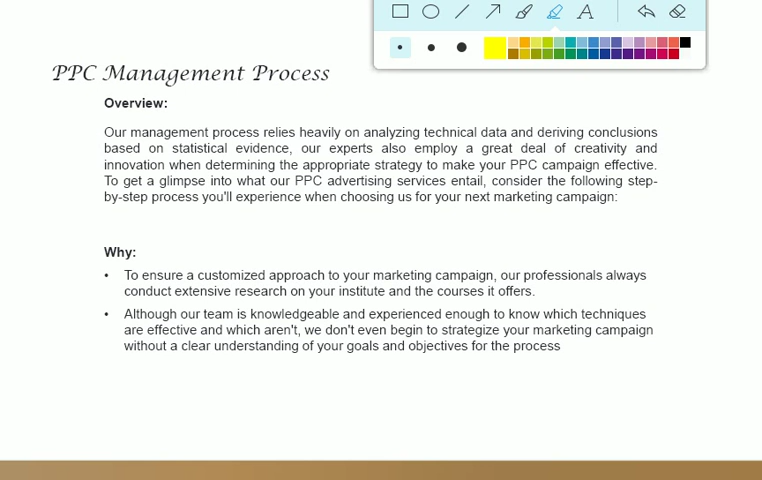 PPC Management Process
Overview:
Our management process relies heavily on analyzing technical data and deriving conclusions
based on statistical evidence, our experts also employ a great deal of creativity and
innovation when determining the appropriate strategy to make your PPC campaign effective.
To get a glimpse into what our PPC advertising services entail, consider the following step-
by-step process you'll experience when choosing us for your next marketing campaign:
Why:
• To ensure a customized approach to your marketing campaign, our professionals always
conduct extensive research on your institute and the courses it offers.
• Although our team is knowledgeable and experienced enough to know which techniques
are effective and which aren't, we don't even begin to strategize your marketing campaign
without a clear understanding of your goals and objectives for the process